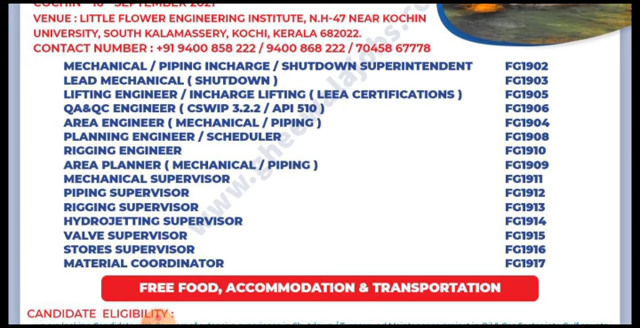 COCHIN - 16 - SEPTEMBER 2021
VENUE : LITTLE FLOWER ENGINEERING INSTITUTE, N.H-47 NEAR KOCHIN
UNIVERSITY, SOUTH KALAMASSERY, KOCHI, KERALA 682022.
CONTACT NUMBER : +91 9400 858 222 / 9400 868 222 / 70458 67778
MECHANICAL / PIPING INCHARGE / SHUTDOWN SUPERINTENDENT FG1902
LEAD MECHANICAL ( SHUTDOWN ) FG1903
LIFTING ENGINEER / INCHARGE LIFTING ( LEEA CERTIFICATIONS ) FG1905
QA&QC ENGINEER ( CSWIP 3.2.2 / API 510 ) FG1906
AREA ENGINEER ( MECHANICAL / PIPING ) FG1904
PLANNING ENGINEER / SCHEDULER FG1908
RIGGING ENGINEER FG1910
AREA PLANNER ( MECHANICAL / PIPING ) FG1909
MECHANICAL SUPERVISOR FG1911
PIPING SUPERVISOR FG1912
RIGGING SUPERVISOR FG1913
HYDROJETTING SUPERVISOR FG1914
VALVE SUPERVISOR FG1915
STORES SUPERVISOR FG1916
MATERIAL COORDINATOR FG1917
FREE FOOD, ACCOMMODATION & TRANSPORTATION
CANDIDATE ELIGIBILITY :